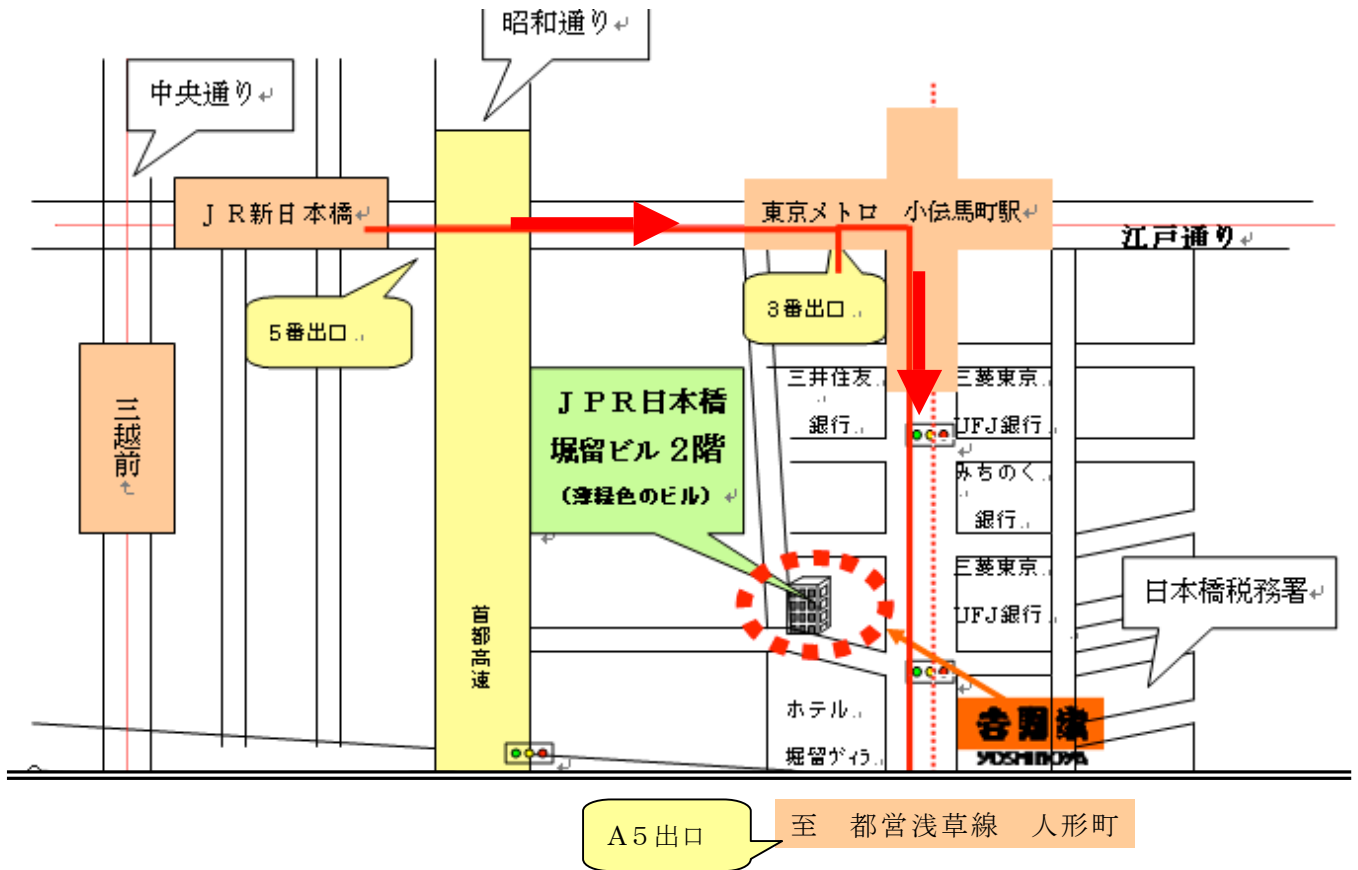 昭和通り
中央通り
JR新日本橋
東京メトロ 小伝馬町駅
江戸通り
5番出口
3番出口
三越前
JPR日本橋
堀留ビル 2階
(薄緑色のビル)
三井住友
銀行
三菱東京
UFJ銀行
みちのく
銀行
三菱東京
UFJ銀行
日本橋税務署
首都高速
ホテル
堀留ヴィラ
吉野家
YOSHINOYA
A5出口
至 都営浅草線 人形町